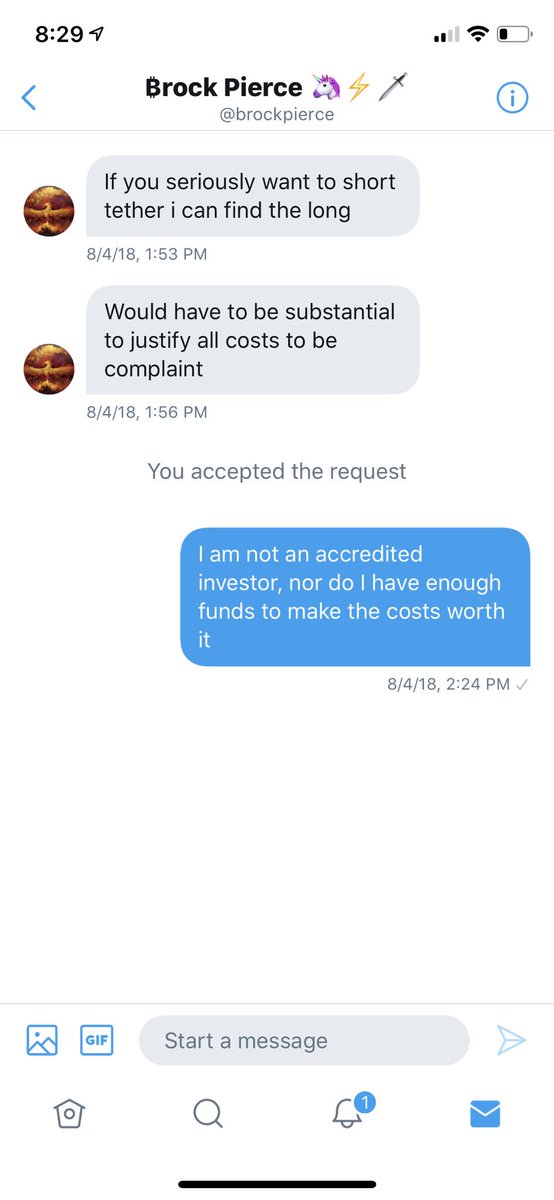 8:29
₿rock Pierce 🦄⚡🗡
@brockpierce
If you seriously want to short
tether i can find the long
8/4/18, 1:53 PM
Would have to be substantial
to justify all costs to be
complaint
8/4/18, 1:56 PM
You accepted the request
I am not an accredited
investor, nor do I have enough
funds to make the costs worth
it
8/4/18, 2:24 PM ✓
GIF
Start a message
1